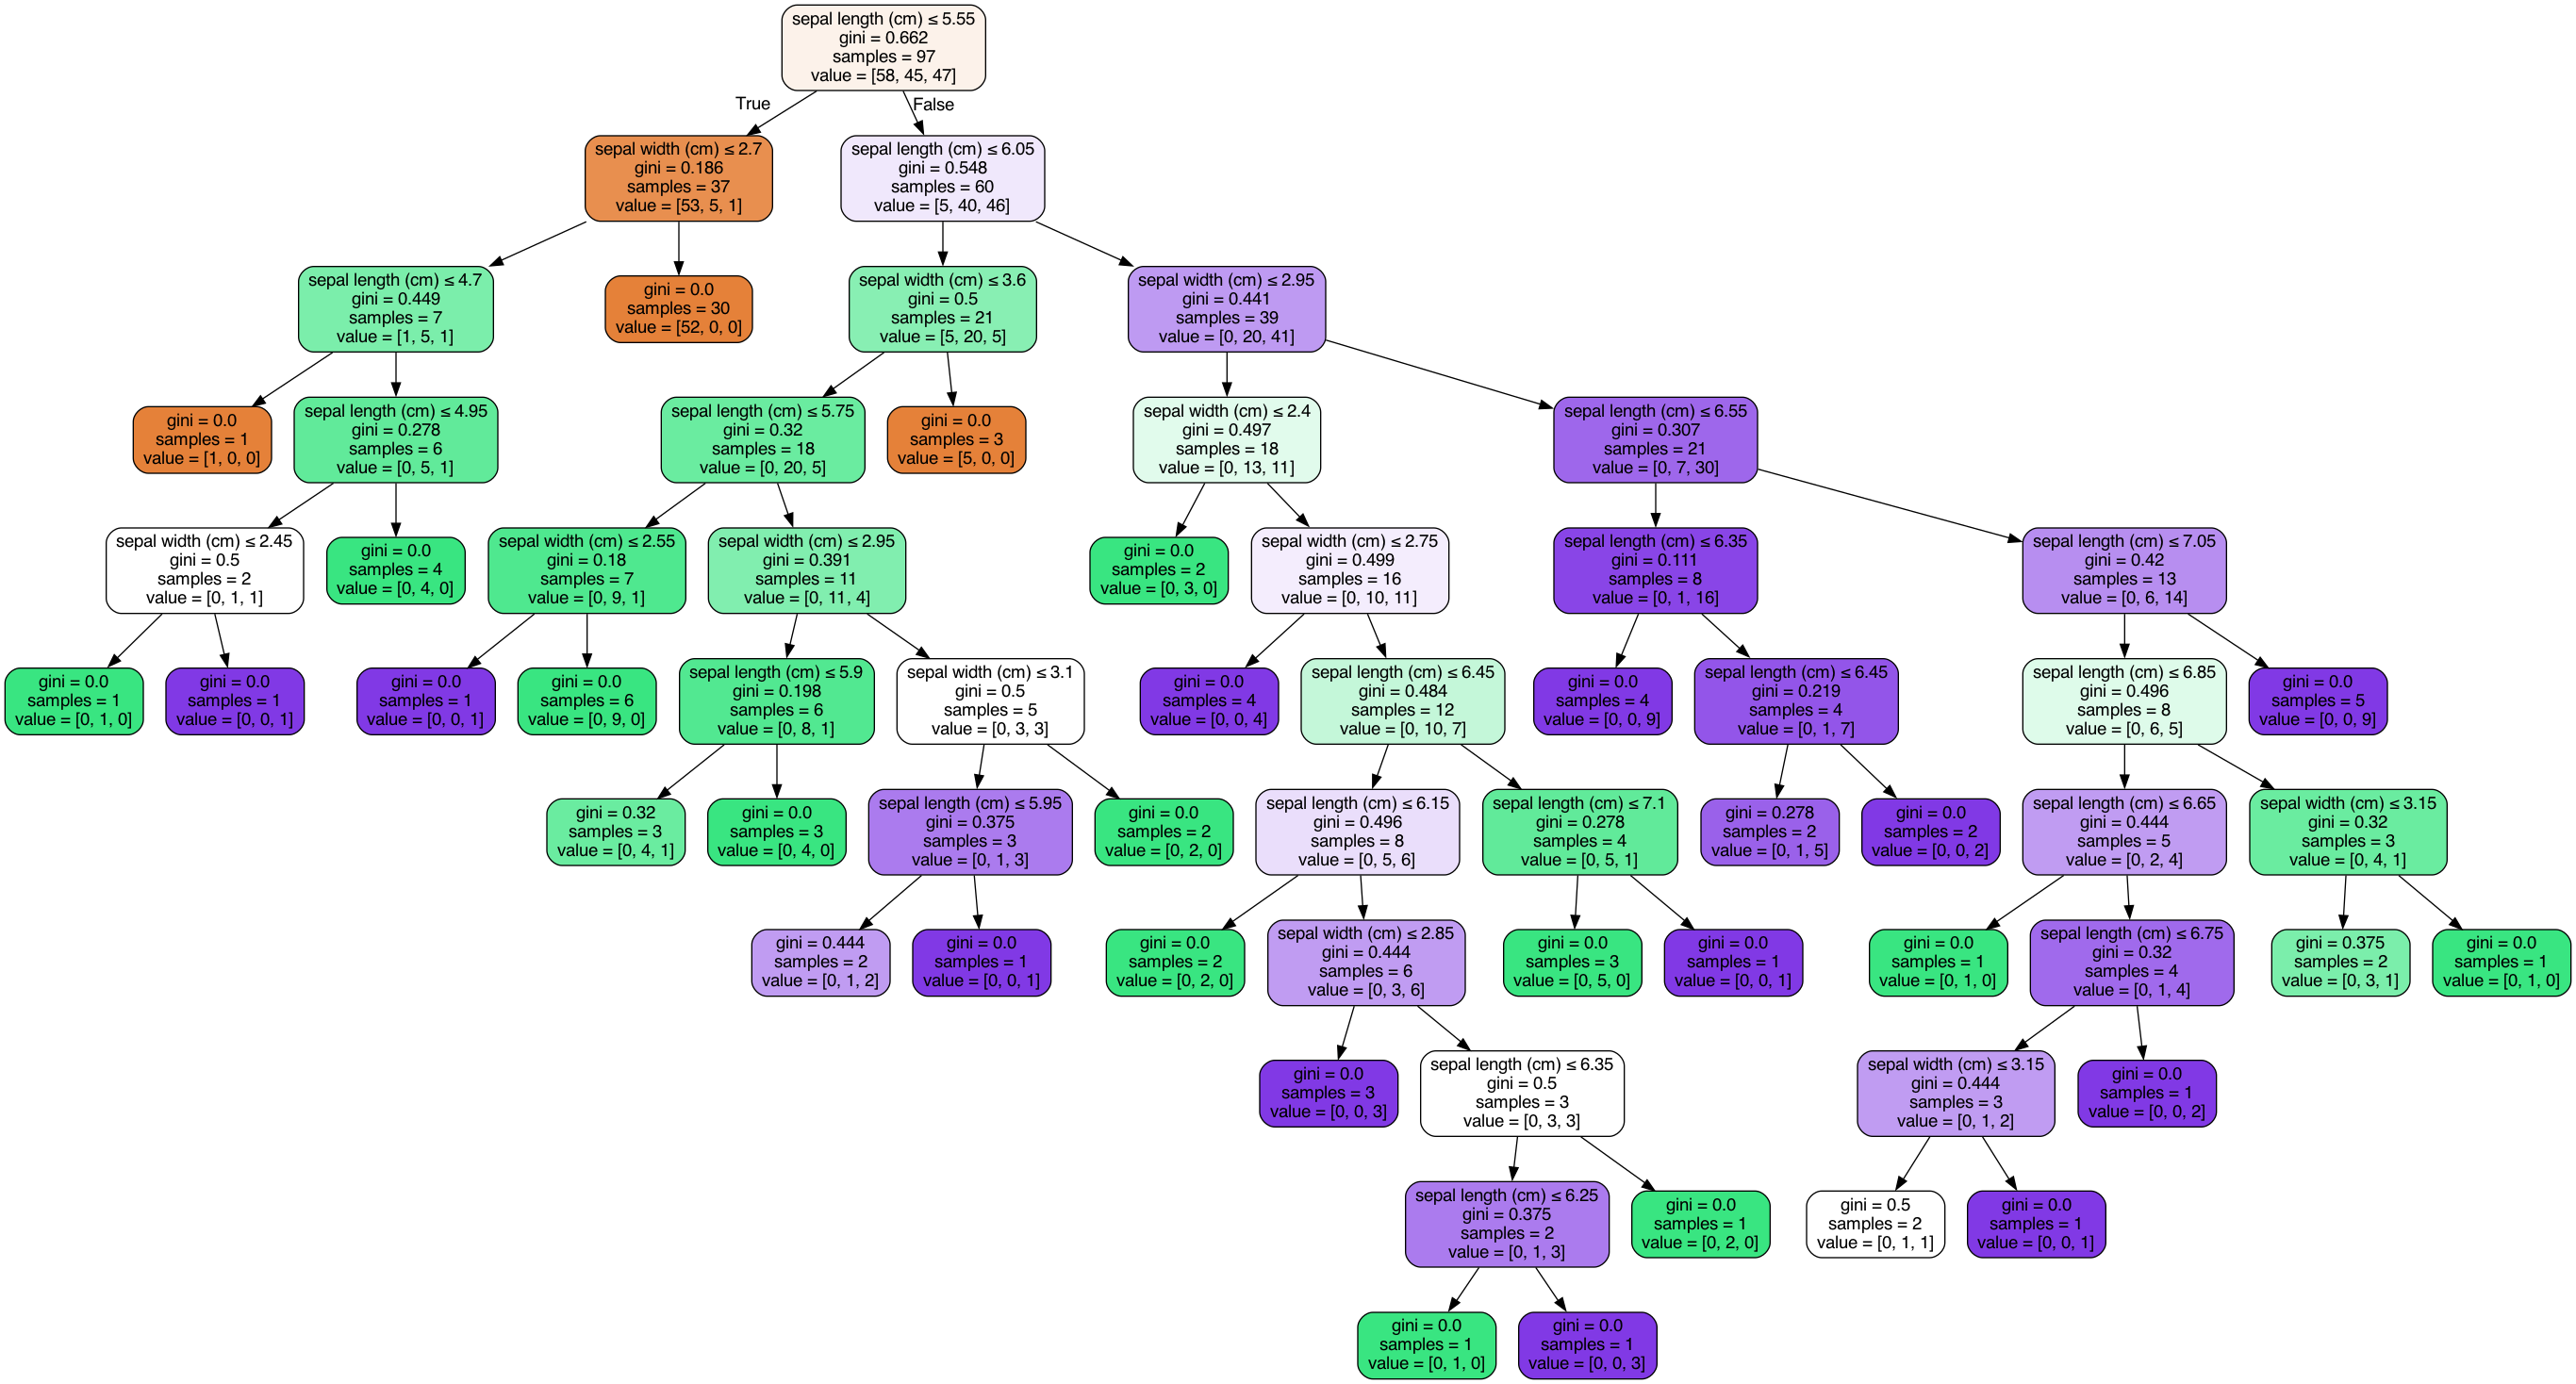 sepal length (cm) ≤ 5.55
gini = 0.662
samples = 97
value = [58, 45, 47]
True
False
sepal width (cm) ≤ 2.7
gini = 0.186
samples = 37
value = [53, 5, 1]
sepal length (cm) ≤ 6.05
gini = 0.548
samples = 60
value = [5, 40, 46]
sepal length (cm) ≤ 4.7
gini = 0.449
samples = 7
value = [1, 5, 1]
gini = 0.0
samples = 30
value = [52, 0, 0]
sepal width (cm) ≤ 3.6
gini = 0.5
samples = 21
value = [5, 20, 5]
sepal width (cm) ≤ 2.95
gini = 0.441
samples = 39
value = [0, 20, 41]
gini = 0.0
samples = 1
value = [1, 0, 0]
sepal length (cm) ≤ 4.95
gini = 0.278
samples = 6
value = [0, 5, 1]
sepal length (cm) ≤ 5.75
gini = 0.32
samples = 18
value = [0, 20, 5]
gini = 0.0
samples = 3
value = [5, 0, 0]
sepal width (cm) ≤ 2.4
gini = 0.497
samples = 18
value = [0, 13, 11]
sepal length (cm) ≤ 6.55
gini = 0.307
samples = 21
value = [0, 7, 30]
sepal width (cm) ≤ 2.45
gini = 0.5
samples = 2
value = [0, 1, 1]
gini = 0.0
samples = 4
value = [0, 4, 0]
sepal width (cm) ≤ 2.55
gini = 0.18
samples = 7
value = [0, 9, 1]
sepal width (cm) ≤ 2.95
gini = 0.391
samples = 11
value = [0, 11, 4]
gini = 0.0
samples = 2
value = [0, 3, 0]
sepal width (cm) ≤ 2.75
gini = 0.499
samples = 16
value = [0, 10, 11]
sepal length (cm) ≤ 6.35
gini = 0.111
samples = 8
value = [0, 1, 16]
sepal length (cm) ≤ 7.05
gini = 0.42
samples = 13
value = [0, 6, 14]
gini = 0.0
samples = 1
value = [0, 1, 0]
gini = 0.0
samples = 1
value = [0, 0, 1]
gini = 0.0
samples = 1
value = [0, 0, 1]
gini = 0.0
samples = 6
value = [0, 9, 0]
sepal length (cm) ≤ 5.9
gini = 0.198
samples = 6
value = [0, 8, 1]
sepal width (cm) ≤ 3.1
gini = 0.5
samples = 5
value = [0, 3, 3]
gini = 0.0
samples = 4
value = [0, 0, 4]
sepal length (cm) ≤ 6.45
gini = 0.484
samples = 12
value = [0, 10, 7]
gini = 0.0
samples = 4
value = [0, 0, 9]
sepal length (cm) ≤ 6.45
gini = 0.219
samples = 4
value = [0, 1, 7]
sepal length (cm) ≤ 6.85
gini = 0.496
samples = 8
value = [0, 6, 5]
gini = 0.0
samples = 5
value = [0, 0, 9]
gini = 0.32
samples = 3
value = [0, 4, 1]
gini = 0.0
samples = 3
value = [0, 4, 0]
sepal length (cm) ≤ 5.95
gini = 0.375
samples = 3
value = [0, 1, 3]
gini = 0.0
samples = 2
value = [0, 2, 0]
sepal length (cm) ≤ 6.15
gini = 0.496
samples = 8
value = [0, 5, 6]
sepal length (cm) ≤ 7.1
gini = 0.278
samples = 4
value = [0, 5, 1]
gini = 0.278
samples = 2
value = [0, 1, 5]
gini = 0.0
samples = 2
value = [0, 0, 2]
sepal length (cm) ≤ 6.65
gini = 0.444
samples = 5
value = [0, 2, 4]
sepal width (cm) ≤ 3.15
gini = 0.32
samples = 3
value = [0, 4, 1]
gini = 0.444
samples = 2
value = [0, 1, 2]
gini = 0.0
samples = 1
value = [0, 0, 1]
gini = 0.0
samples = 2
value = [0, 2, 0]
sepal width (cm) ≤ 2.85
gini = 0.444
samples = 6
value = [0, 3, 6]
gini = 0.0
samples = 3
value = [0, 5, 0]
gini = 0.0
samples = 1
value = [0, 0, 1]
gini = 0.0
samples = 1
value = [0, 1, 0]
sepal length (cm) ≤ 6.75
gini = 0.32
samples = 4
value = [0, 1, 4]
gini = 0.375
samples = 2
value = [0, 3, 1]
gini = 0.0
samples = 1
value = [0, 1, 0]
gini = 0.0
samples = 3
value = [0, 0, 3]
sepal length (cm) ≤ 6.35
gini = 0.5
samples = 3
value = [0, 3, 3]
sepal width (cm) ≤ 3.15
gini = 0.444
samples = 3
value = [0, 1, 2]
gini = 0.0
samples = 1
value = [0, 0, 2]
sepal length (cm) ≤ 6.25
gini = 0.375
samples = 2
value = [0, 1, 3]
gini = 0.0
samples = 1
value = [0, 2, 0]
gini = 0.5
samples = 2
value = [0, 1, 1]
gini = 0.0
samples = 1
value = [0, 0, 1]
gini = 0.0
samples = 1
value = [0, 1, 0]
gini = 0.0
samples = 1
value = [0, 0, 3]